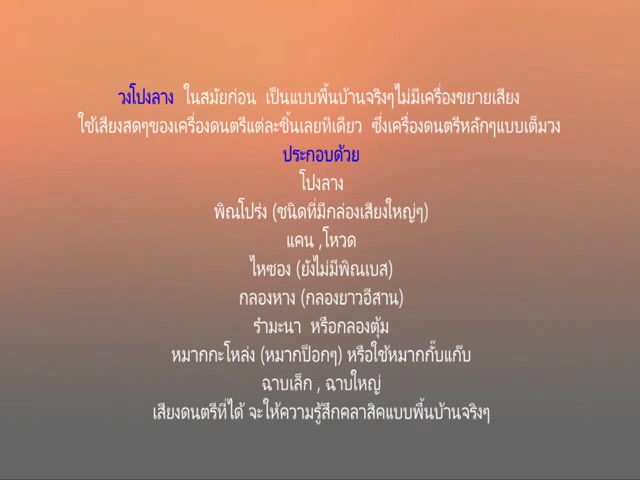 วงโปงลาง ในสมัยก่อน เป็นแบบพื้นบ้านจริงๆไม่มีเครื่องขยายเสียง
ใช้เสียงสดๆของเครื่องดนตรีแต่ละชิ้นเลยทีเดียว ซึ่งเครื่องดนตรีหลักๆแบบเต็มวง
ประกอบด้วย
โปงลาง
พิณโปร่ง (ชนิดที่มีกล่องเสียงใหญ่ๆ)
แคน ,โหวด
ไหซอง (ยังไม่มีพิณเบส)
กลองหาง (กลองยาวอีสาน)
รำมะนา หรือกลองตุ้ม
หมากกะโหล่ง (หมากป็อกๆ) หรือใช้หมากกั๊บแก๊บ
ฉาบเล็ก , ฉาบใหญ่
เสียงดนตรีที่ได้ จะให้ความรู้สึกคลาสิคแบบพื้นบ้านจริงๆ